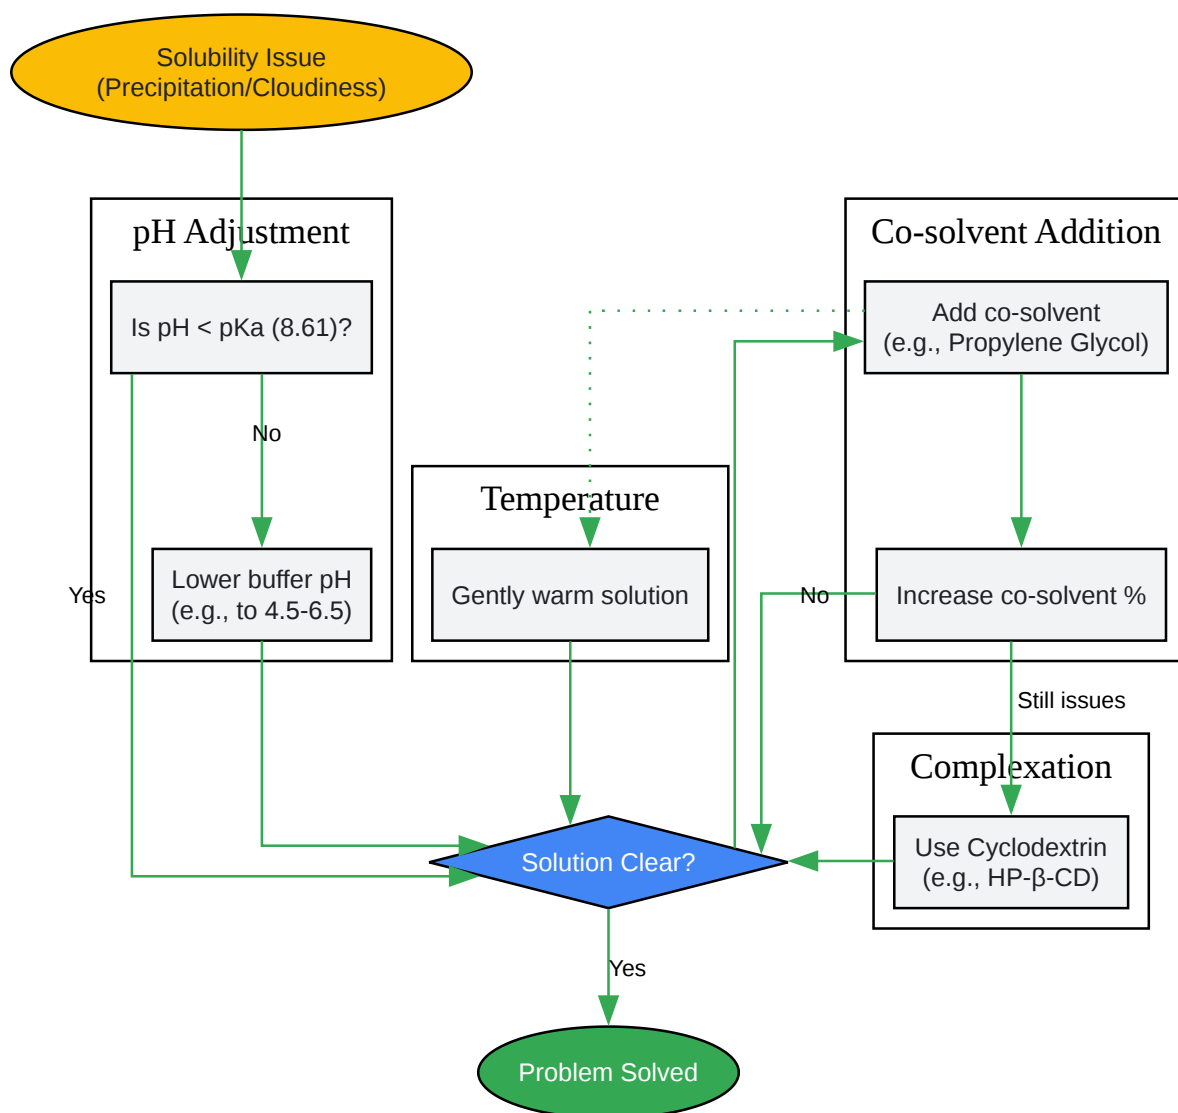 Solubility Issue
(Precipitation/Cloudiness)
pH Adjustment
Co-solvent Addition
Is pH < pKa (8.61)?
Add co-solvent
(e.g., Propylene Glycol)
No
Temperature
Yes
Lower buffer pH
(e.g., to 4.5-6.5)
Gently warm solution
No
Increase co-solvent %
Still issues
Complexation
Solution Clear?
Use Cyclodextrin
(e.g., HP-β-CD)
Yes
Problem Solved